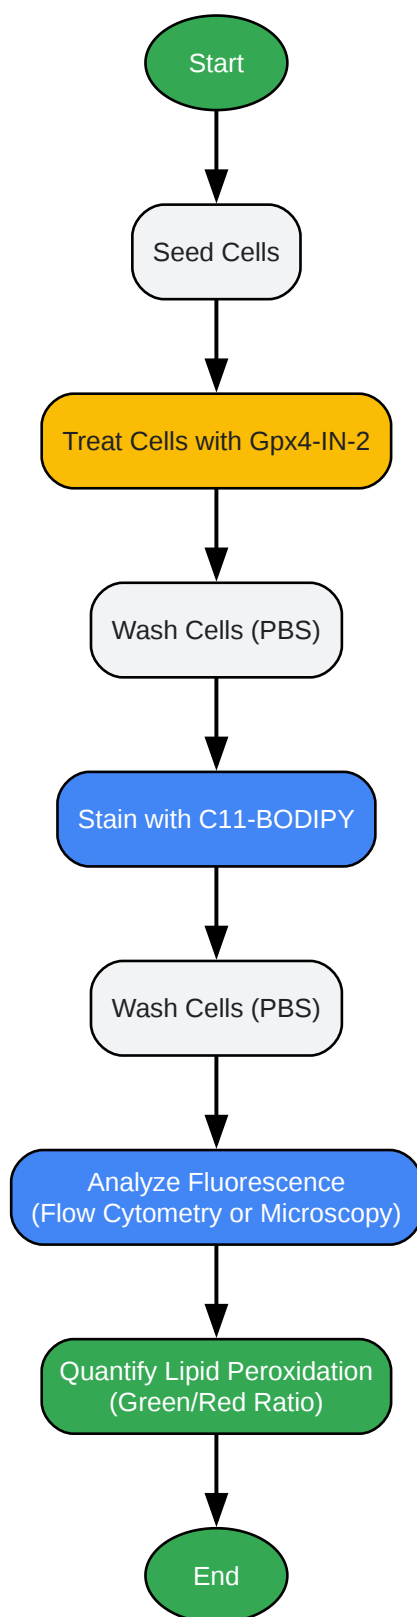 Start
Seed Cells
Treat Cells with Gpx4-IN-2
Wash Cells (PBS)
Stain with C11-BODIPY
Wash Cells (PBS)
Analyze Fluorescence
(Flow Cytometry or Microscopy)
Quantify Lipid Peroxidation
(Green/Red Ratio)
End